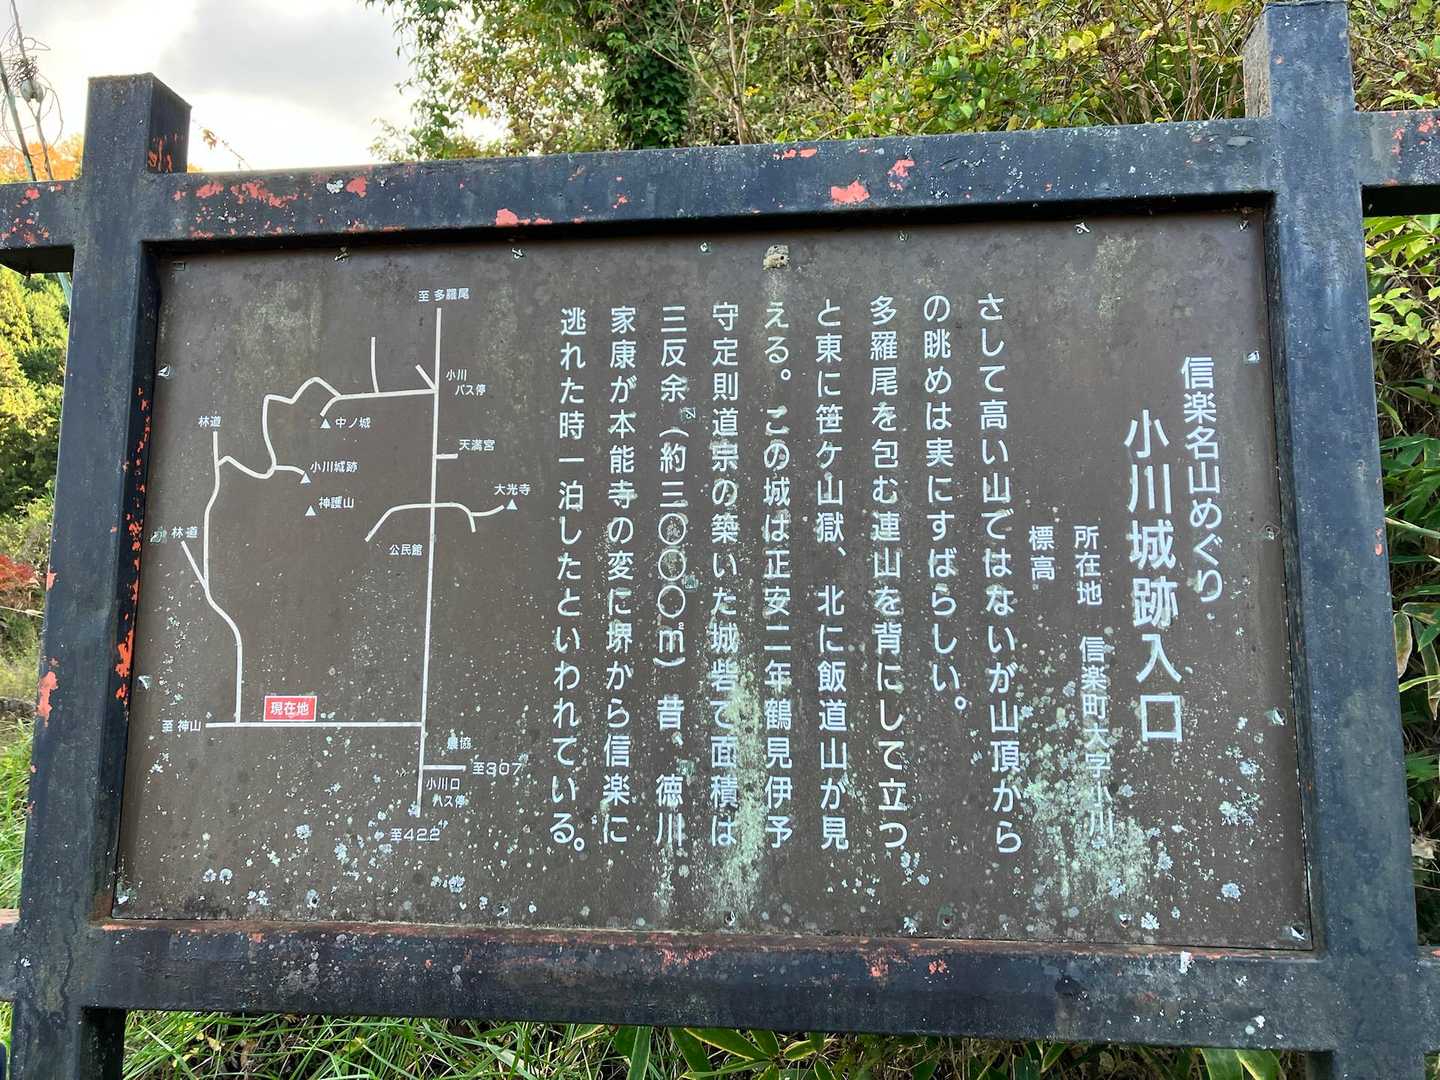 信楽名山めぐり
小川城跡入口
所在地 信楽町大字小川
標高
さして高い山ではないが山頂から
の眺めは実にすばらしい。
多羅尾を包む連山を背にして立つ
と東に笹ヶ山獄、北に飯道山が見
える。この城は正安二年鶴見伊予
守定則道宗の築いた城砦で面積は
三反余(約三〇〇〇㎡)昔、徳川
家康が本能寺の変に堺から信楽に
逃れた時一泊したといわれている。
至 多羅尾
小川
バス停
中ノ城
林道
天満宮
小川城跡
神護山
大光寺
林道
公民館
現在地
至 神山
農協
至307
小川口
バス停
至422